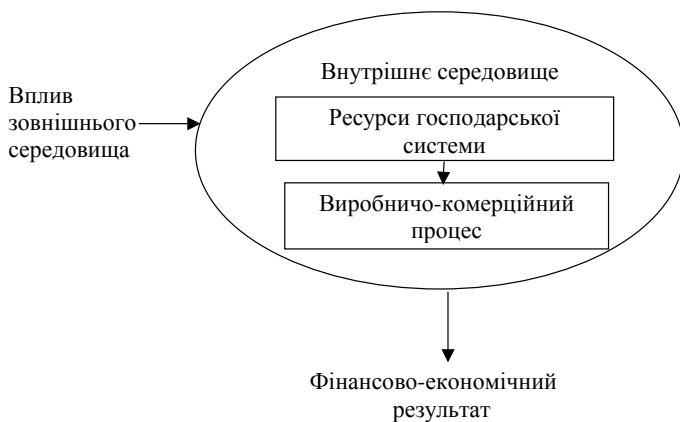 Вплив
зовнішнього
середовища
Внутрішнє середовище
Ресурси господарської
системи
Виробничо-комерційний
процес
Фінансово-економічний
результат